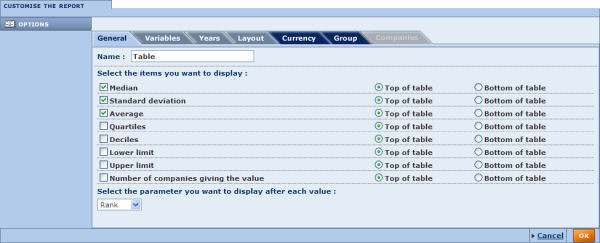 CUSTOMISE THE REPORT
OPTIONS
General Variables Years Layout Currency Group Companies
Name : Table
Select the items you want to display :
Median Top of table Bottom of table
Standard deviation Top of table Bottom of table
Average Top of table Bottom of table
Quartiles Top of table Bottom of table
Deciles Top of table Bottom of table
Lower limit Top of table Bottom of table
Upper limit Top of table Bottom of table
Number of companies giving the value Top of table Bottom of table
Select the parameter you want to display after each value :
Rank
Cancel OK